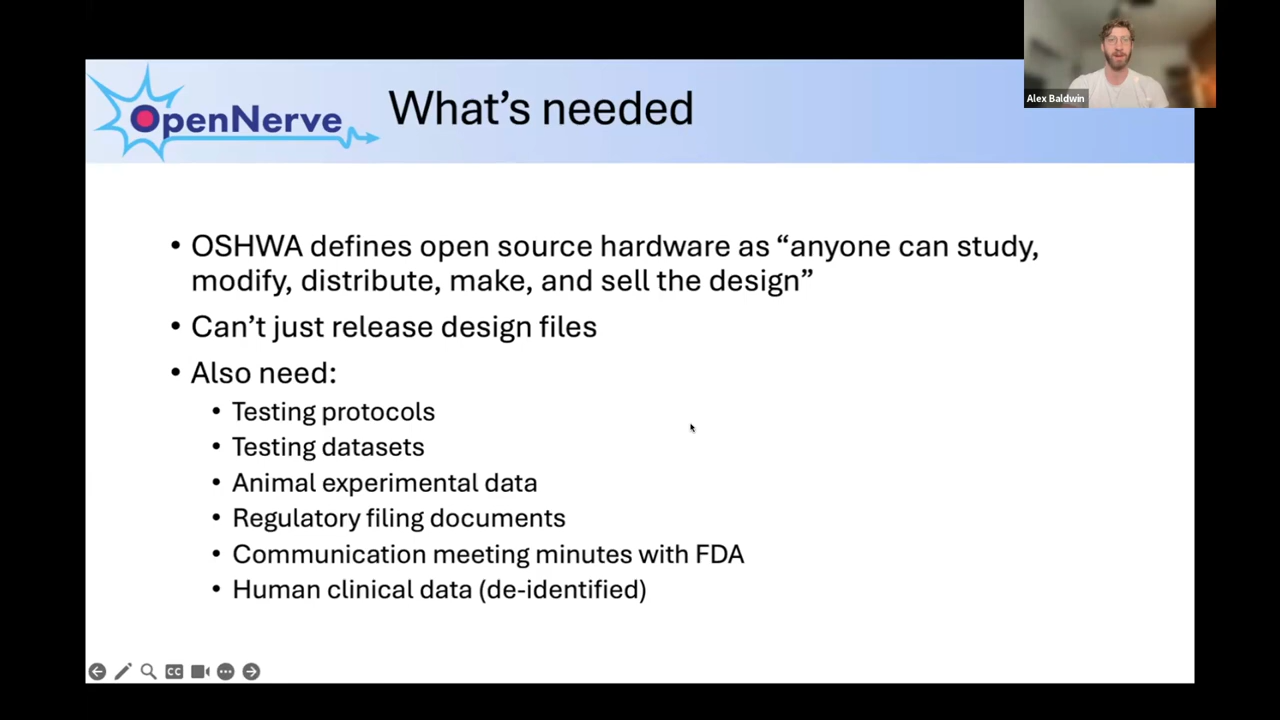 OpenNerve
What's needed
Alex Baldwin
• OSHWA defines open source hardware as “anyone can study,
modify, distribute, make, and sell the design”
• Can't just release design files
• Also need:
• Testing protocols
• Testing datasets
• Animal experimental data
• Regulatory filing documents
• Communication meeting minutes with FDA
• Human clinical data (de-identified)
CC